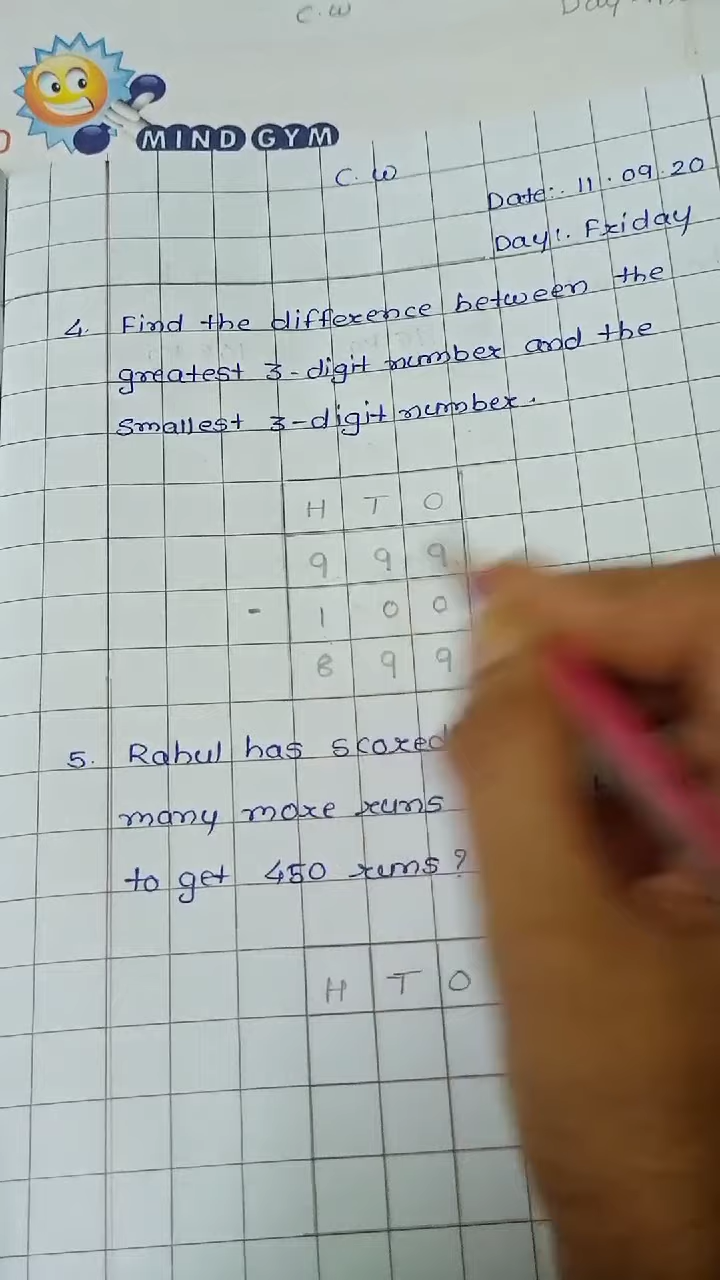 C.W
Day
MIND GYM
C.W
Date:. 11.09.20
Day:. Friday
4. Find the difference between the
greatest 3-digit number and the
smallest 3-digit number.
H T O
9 9 9
- 1 0 0
8 9 9
5. Rahul has scored
many more runs
to get 450 runs?
H T O